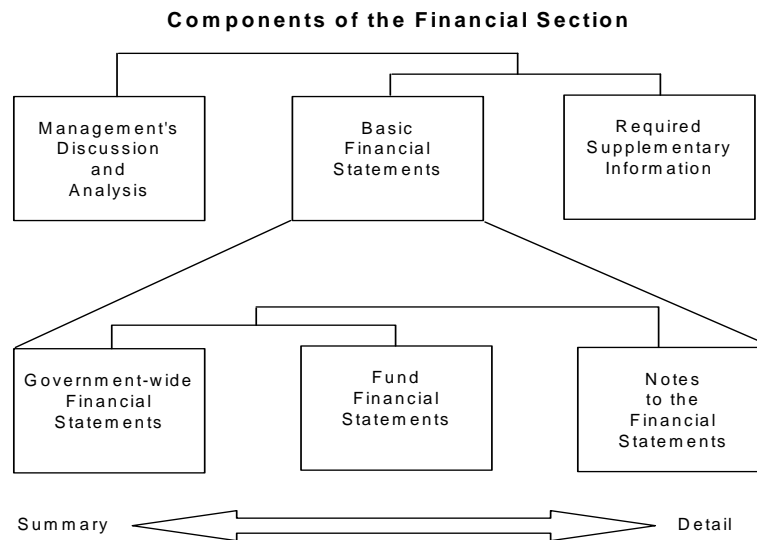 Components of the Financial Section
Management's
Discussion
and
Analysis
Basic
Financial
Statements
Required
Supplementary
Information
Government-wide
Financial
Statements
Fund
Financial
Statements
Notes
to the
Financial
Statements
Summary
Detail